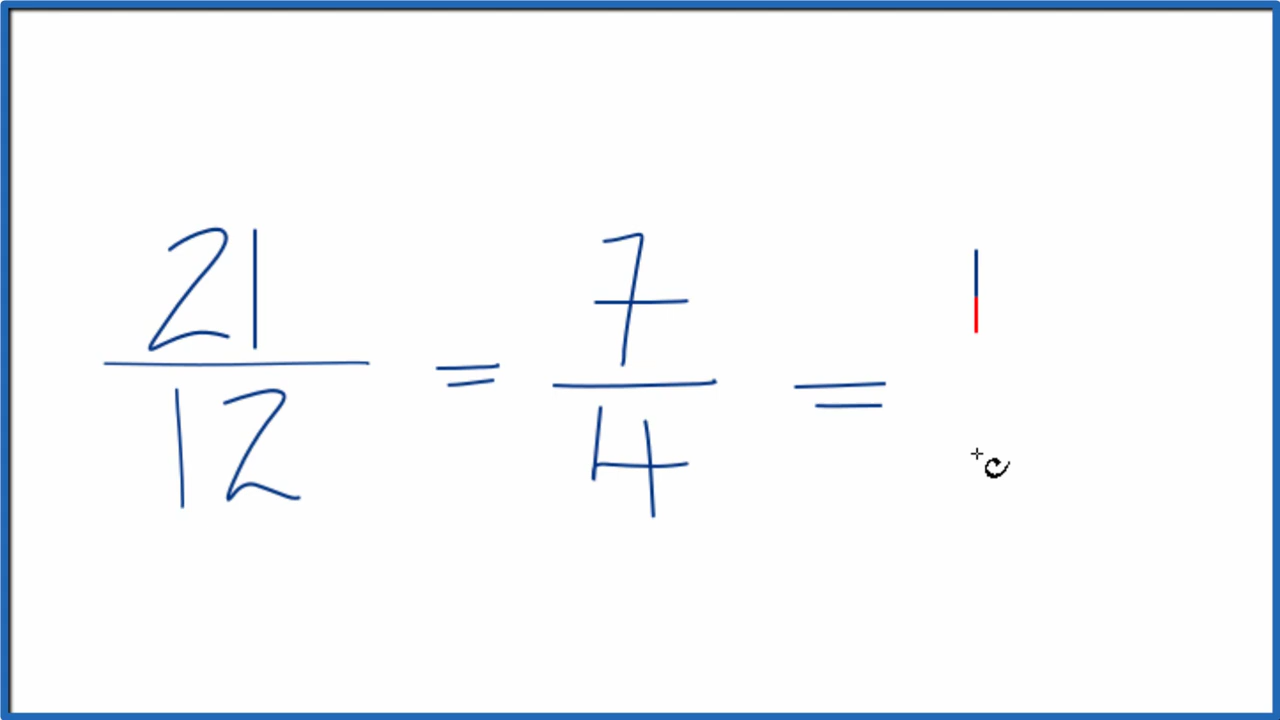 21/12 = 7/4 = 1